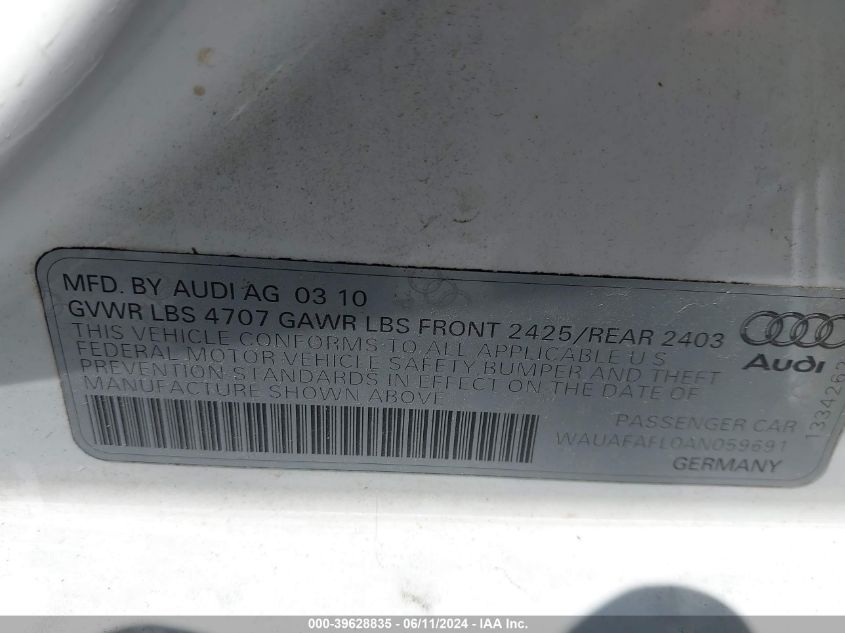 MFD. BY AUDI AG 03 10
GVWR LBS 4707 GAWR LBS FRONT 2425/REAR 2403
THIS VEHICLE CONFORMS TO ALL APPLICABLE U S
FEDERAL MOTOR VEHICLE SAFETY, BUMPER AND THEFT
PREVENTION STANDARDS IN EFFECT ON THE DATE OF
MANUFACTURE SHOWN ABOVE
Audi
PASSENGER CAR
WAUAFAFL0AN059691
GERMANY
000-39628835 - 06/11/2024 - IAAI.com